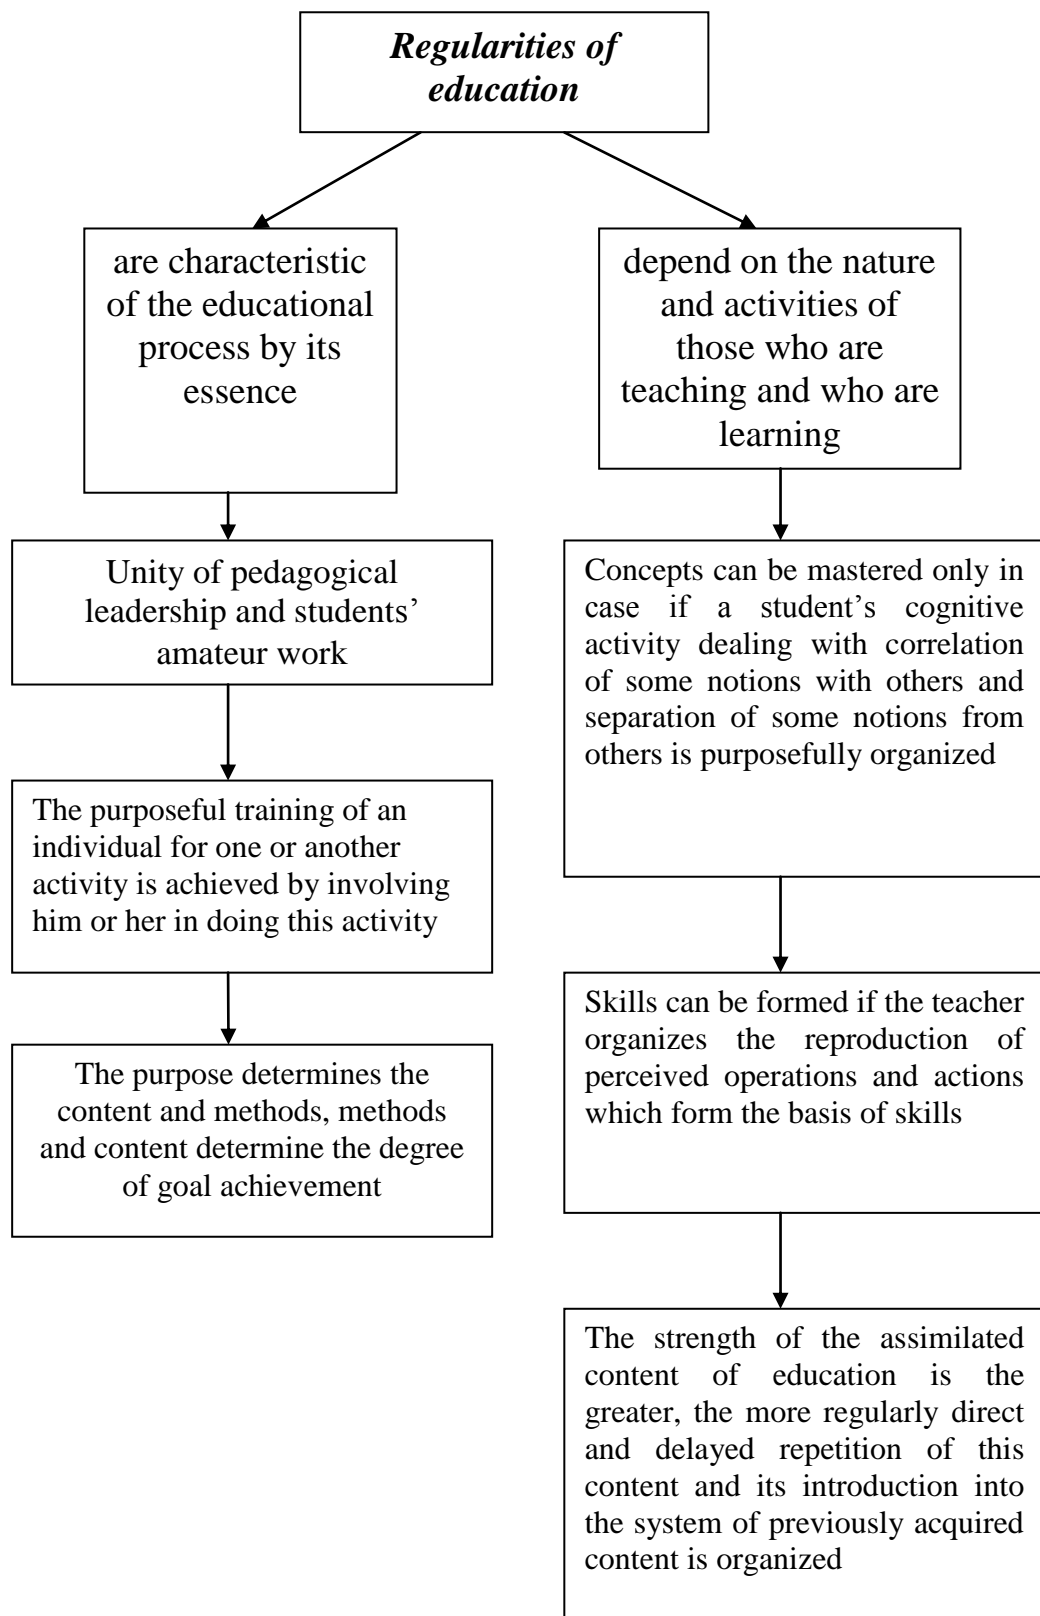 Regularities of
education
are characteristic
of the educational
process by its
essence
depend on the nature
and activities of
those who are
teaching and who are
learning
Unity of pedagogical
leadership and students’
amateur work
Concepts can be mastered only in
case if a student’s cognitive
activity dealing with correlation
of some notions with others and
separation of some notions from
others is purposefully organized
The purposeful training of an
individual for one or another
activity is achieved by involving
him or her in doing this activity
Skills can be formed if the teacher
organizes the reproduction of
perceived operations and actions
which form the basis of skills
The purpose determines the
content and methods, methods
and content determine the degree
of goal achievement
The strength of the assimilated
content of education is the
greater, the more regularly direct
and delayed repetition of this
content and its introduction into
the system of previously acquired
content is organized